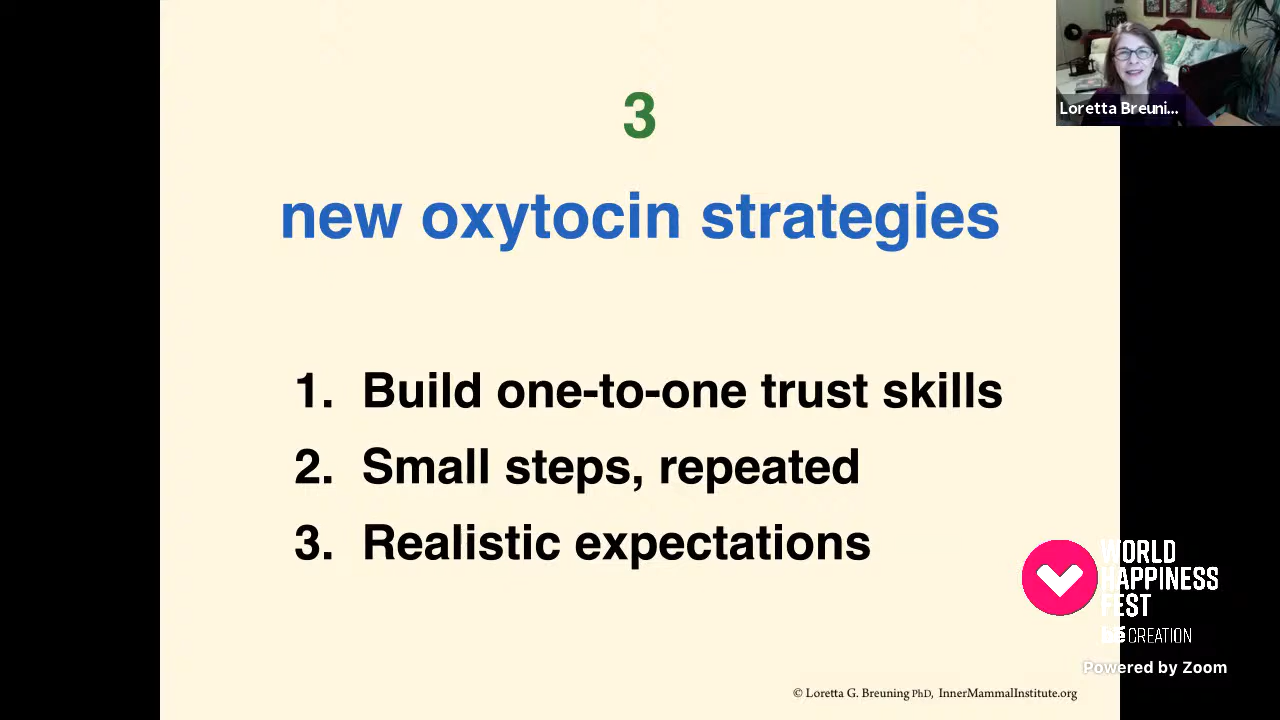 3
new oxytocin strategies
1. Build one-to-one trust skills
2. Small steps, repeated
3. Realistic expectations
© Loretta G. Breuning PhD, InnerMammalInstitute.org
Loretta Breuni...
WORLD
HAPPINESS
FEST
bé CREATION
Powered by Zoom